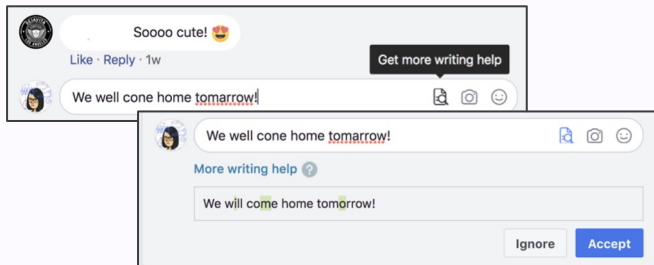 Soooo cute! 😍
Like · Reply · 1w
Get more writing help
We well cone home tomarrow!
We well cone home tomarrow!
More writing help ?
We will come home tomorrow!
Ignore Accept